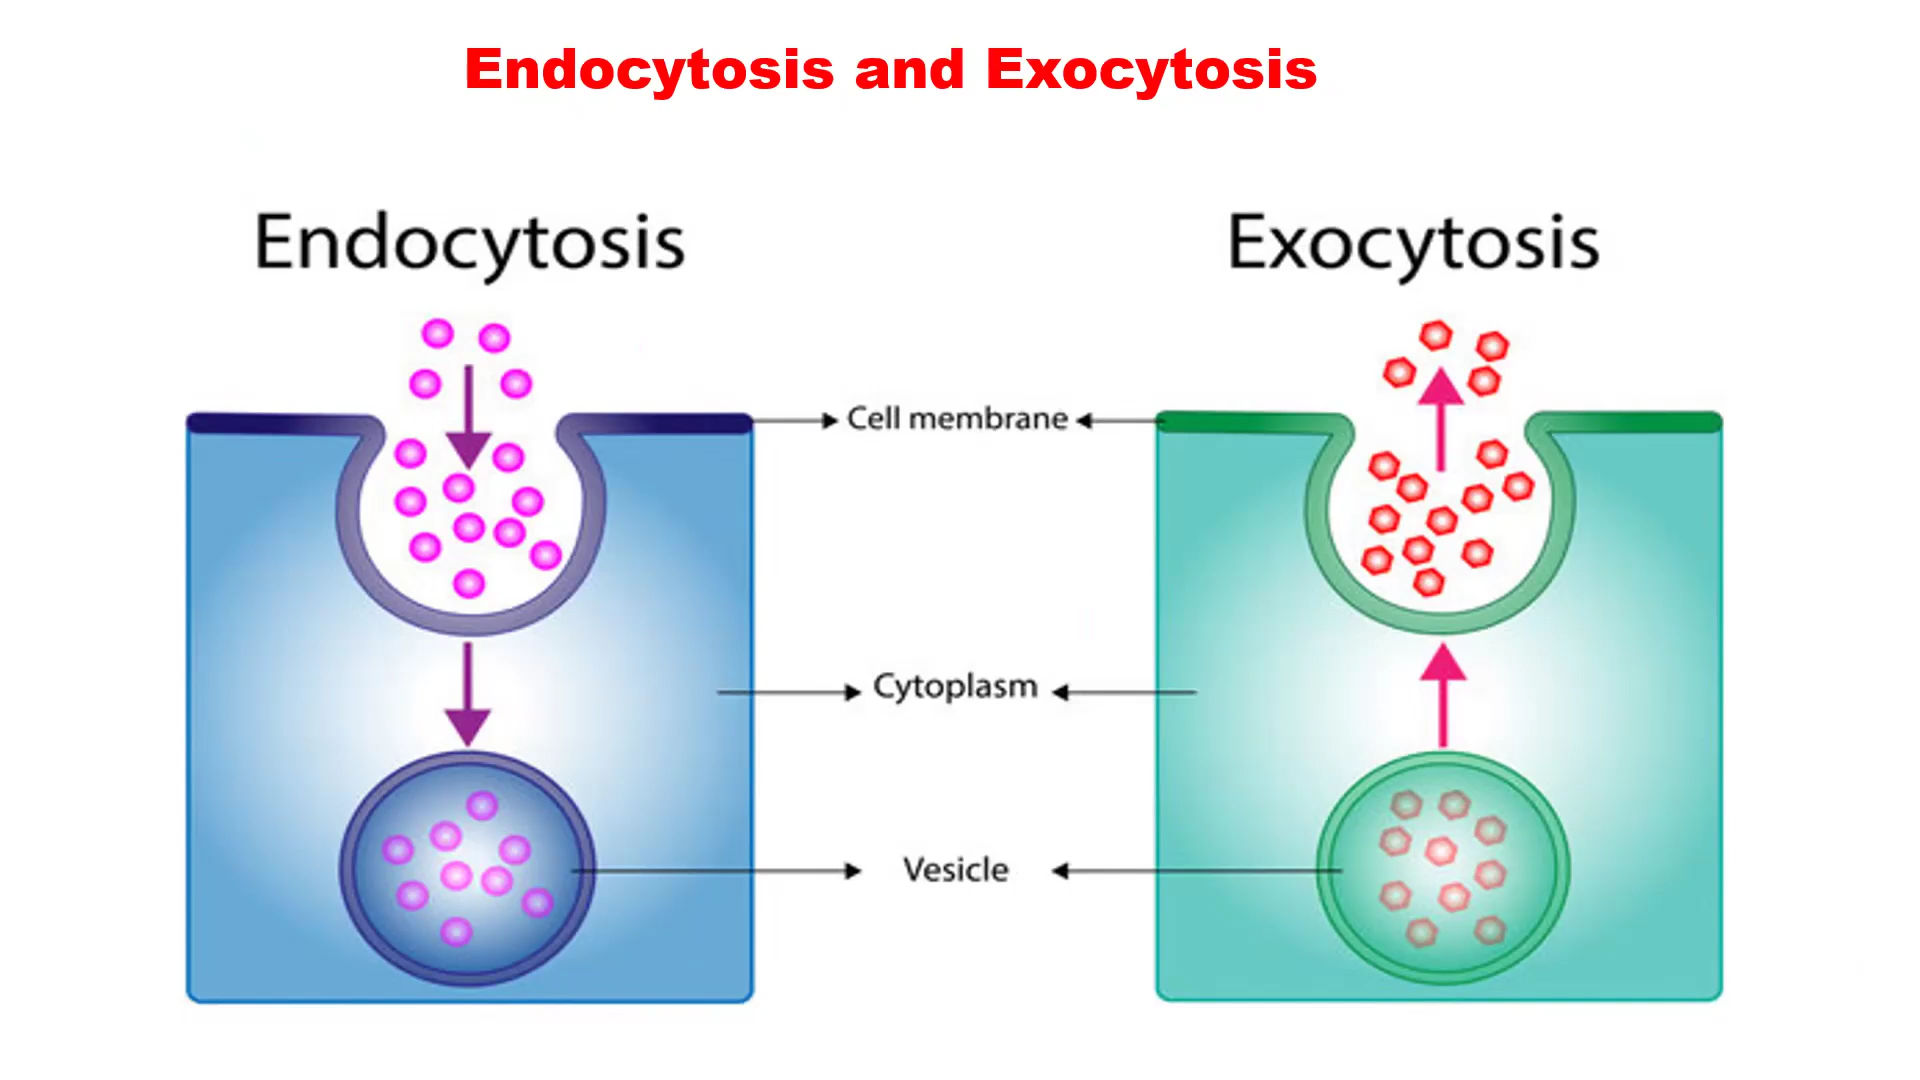 Endocytosis and Exocytosis
Endocytosis
Exocytosis
Cell membrane
Cytoplasm
Vesicle